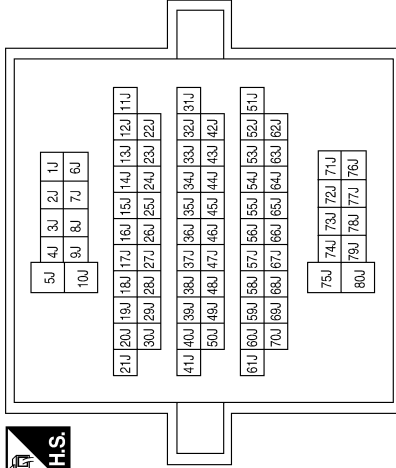 H.S.
5J 4J 3J 2J 1J
10J 9J 8J 7J 6J
21J 20J 19J 18J 17J 16J 15J 14J 13J 12J 11J
30J 29J 28J 27J 26J 25J 24J 23J 22J
41J 40J 39J 38J 37J 36J 35J 34J 33J 32J 31J
50J 49J 48J 47J 46J 45J 44J 43J 42J
61J 60J 59J 58J 57J 56J 55J 54J 53J 52J 51J
70J 69J 68J 67J 66J 65J 64J 63J 62J
75J 74J 73J 72J 71J
80J 79J 78J 77J 76J